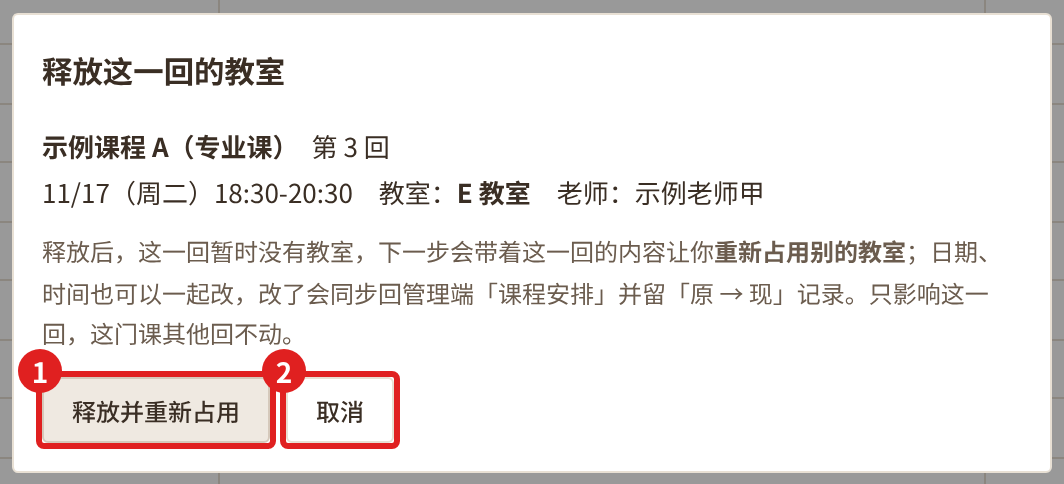 释放这一回的教室
示例课程 A（专业课） 第 3 回
11/17（周二）18:30-20:30 教室：E 教室 老师：示例老师甲
释放后，这一回暂时没有教室，下一步会带着这一回的内容让你重新占用别的教室；日期、
时间也可以一起改，改了会同步回管理端「课程安排」并留「原 → 现」记录。只影响这一
回，这门课其他回不动。
1 2
释放并重新占用 取消